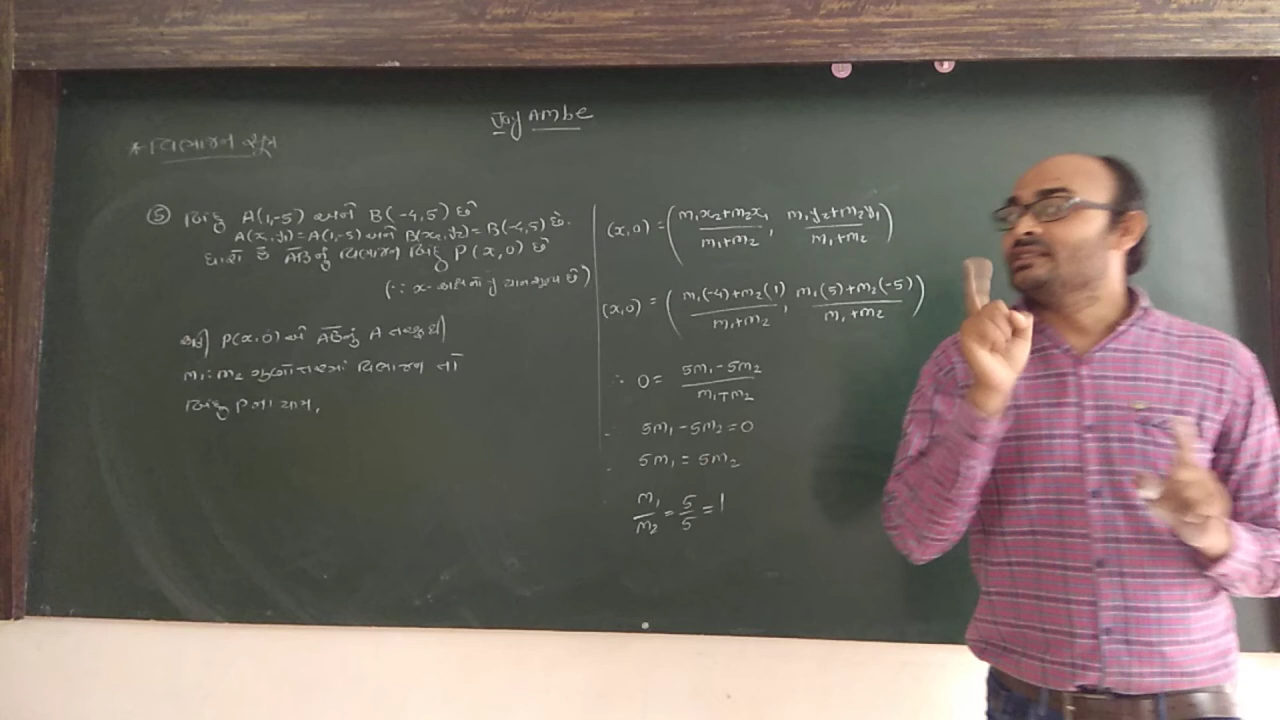 Jay Ambe
* વિભાજન સૂત્ર
⑤ બિંદુ A(1,-5) અને B(-4,5) છે
A(x₁,y₁)=A(1,-5) અને B(x₂,y₂)=B(-4,5) છે.
ધારો કે AB̅નું વિભાજન બિંદુ P(x,0) છે
(∵ x-અક્ષનો y યામ શૂન્ય છે)
અહીં P(x,0) એ AB̅નું A તરફથી
m₁:m₂ ગુણોત્તરમાં વિભાજન તો
બિંદુ Pના યામ,
(x,0) = ( m₁x₂+m₂x₁ / m₁+m₂ , m₁y₂+m₂y₁ / m₁+m₂ )
(x,0) = ( m₁(-4)+m₂(1) / m₁+m₂ , m₁(5)+m₂(-5) / m₁+m₂ )
∴ 0 = 5m₁-5m₂ / m₁+m₂
5m₁-5m₂=0
5m₁=5m₂
m₁/m₂ = 5/5 = 1